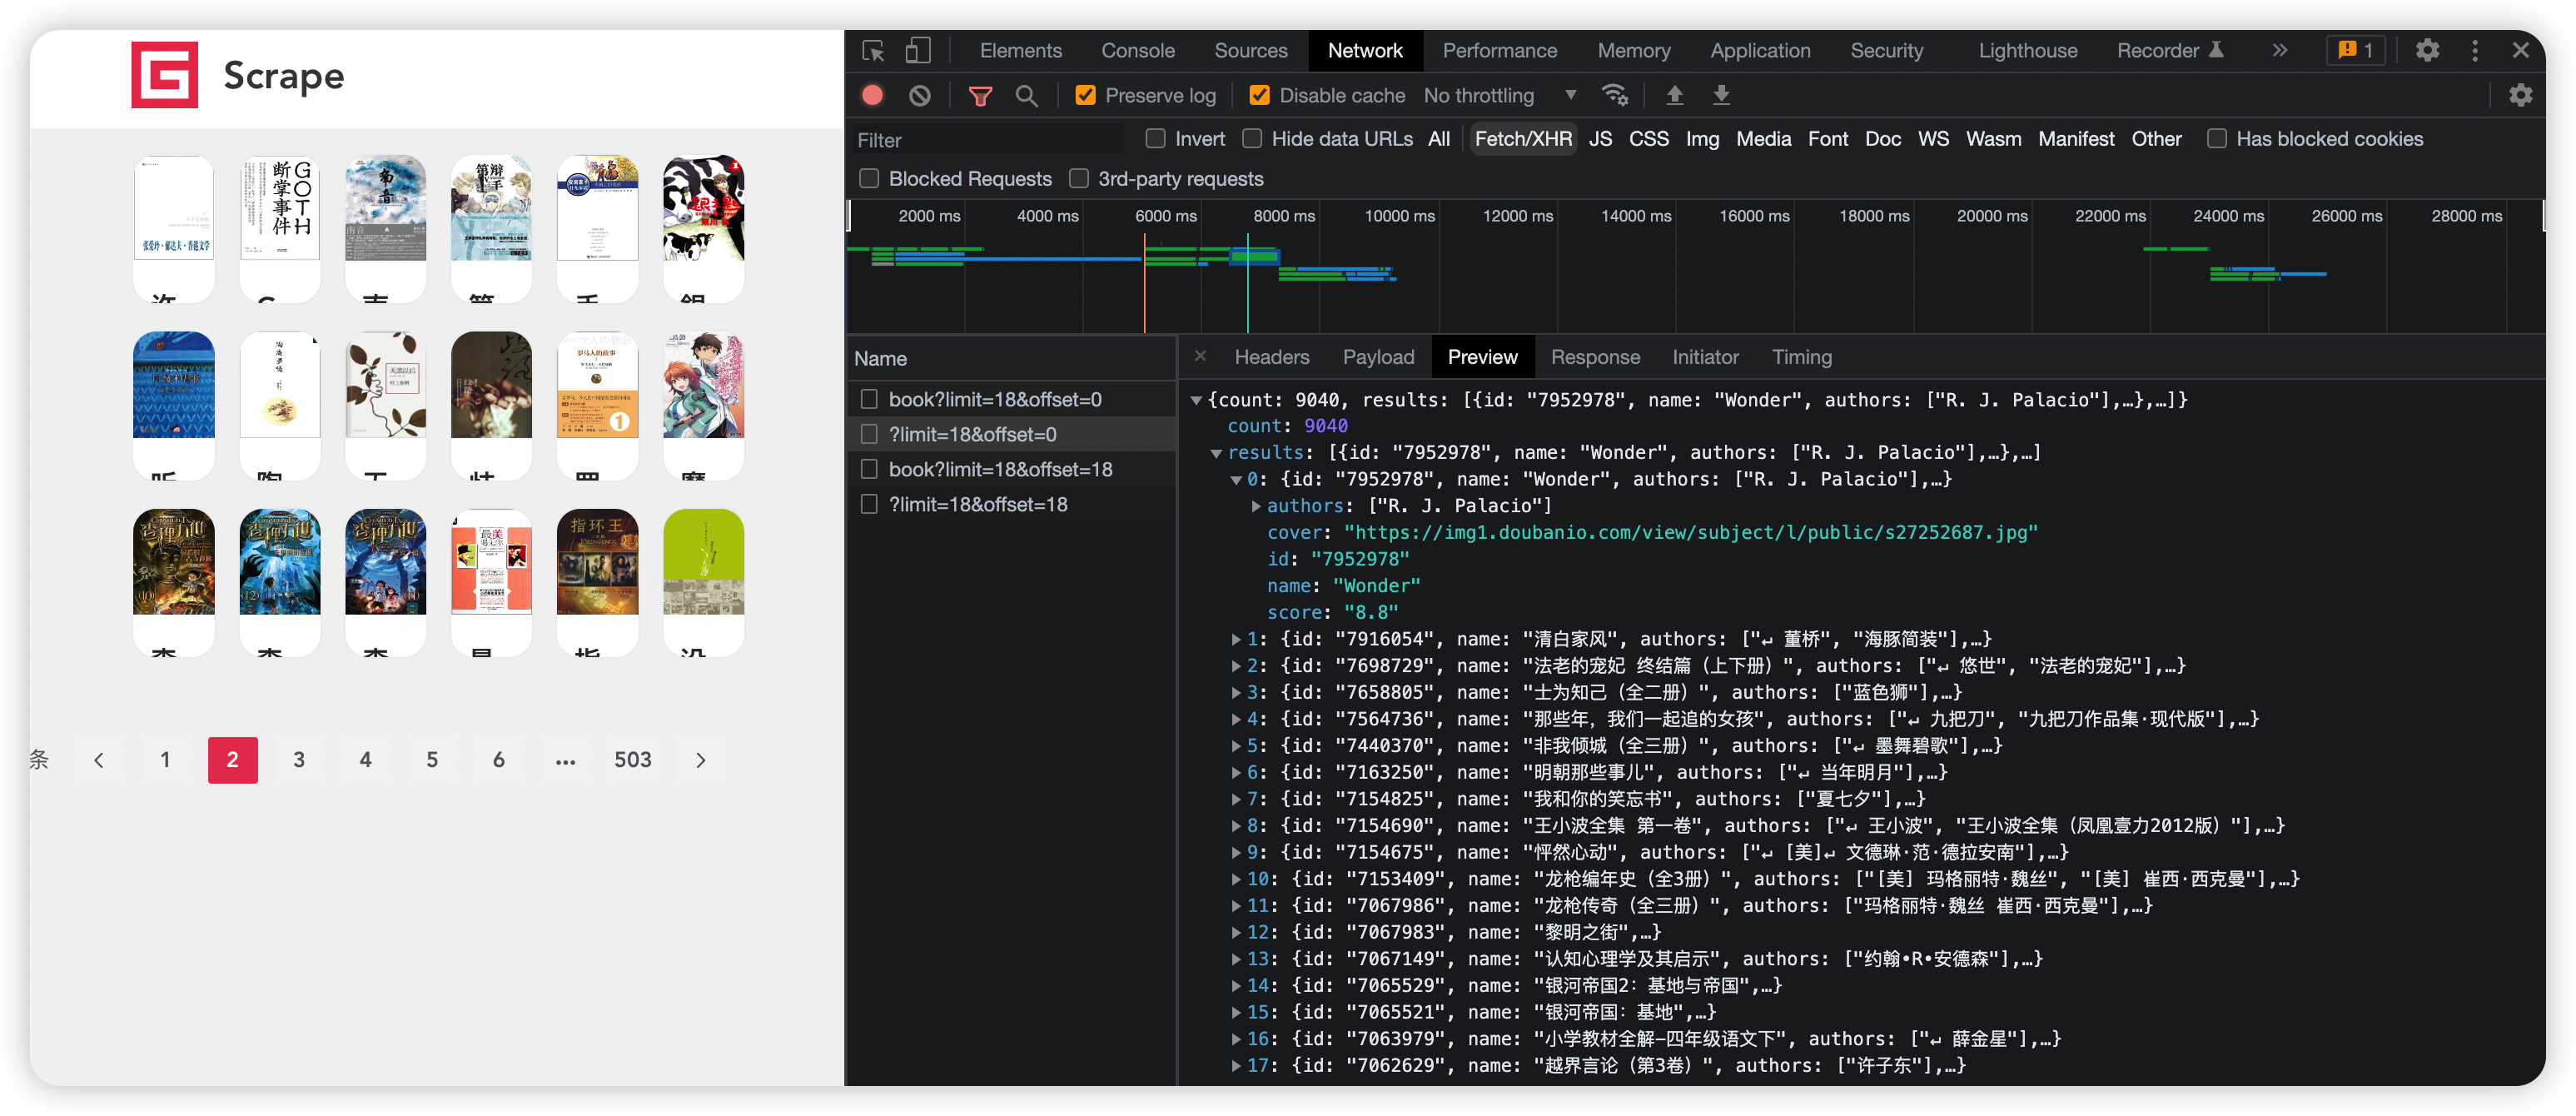 Scrape
断掌事件
GOTH
南音
张爱玲·郁达夫·香港文学
条
1
2
3
4
5
6
...
503
Elements Console Sources Network Performance Memory Application Security Lighthouse Recorder 1
Preserve log Disable cache No throttling
Filter Invert Hide data URLs All Fetch/XHR JS CSS Img Media Font Doc WS Wasm Manifest Other Has blocked cookies
Blocked Requests 3rd-party requests
2000 ms 4000 ms 6000 ms 8000 ms 10000 ms 12000 ms 14000 ms 16000 ms 18000 ms 20000 ms 22000 ms 24000 ms 26000 ms 28000 ms
Name
book?limit=18&offset=0
?limit=18&offset=0
book?limit=18&offset=18
?limit=18&offset=18
Headers Payload Preview Response Initiator Timing
{count: 9040, results: [{id: "7952978", name: "Wonder", authors: ["R. J. Palacio"],…},…]}
count: 9040
results: [{id: "7952978", name: "Wonder", authors: ["R. J. Palacio"],…},…]
0: {id: "7952978", name: "Wonder", authors: ["R. J. Palacio"],…}
authors: ["R. J. Palacio"]
cover: "https://img1.doubanio.com/view/subject/l/public/s27252687.jpg"
id: "7952978"
name: "Wonder"
score: "8.8"
1: {id: "7916054", name: "清白家风", authors: ["↵ 董桥", "海豚简装"],…}
2: {id: "7698729", name: "法老的宠妃 终结篇（上下册）", authors: ["↵ 悠世", "法老的宠妃"],…}
3: {id: "7658805", name: "士为知己（全二册）", authors: ["蓝色狮"],…}
4: {id: "7564736", name: "那些年，我们一起追的女孩", authors: ["↵ 九把刀", "九把刀作品集·现代版"],…}
5: {id: "7440370", name: "非我倾城（全三册）", authors: ["↵ 墨舞碧歌"],…}
6: {id: "7163250", name: "明朝那些事儿", authors: ["↵ 当年明月"],…}
7: {id: "7154825", name: "我和你的笑忘书", authors: ["夏七夕"],…}
8: {id: "7154690", name: "王小波全集 第一卷", authors: ["↵ 王小波", "王小波全集（凤凰壹力2012版）"],…}
9: {id: "7154675", name: "怦然心动", authors: ["↵ [美]↵ 文德琳·范·德拉安南"],…}
10: {id: "7153409", name: "龙枪编年史（全3册）", authors: ["[美] 玛格丽特·魏丝", "[美] 崔西·西克曼"],…}
11: {id: "7067986", name: "龙枪传奇（全三册）", authors: ["玛格丽特·魏丝 崔西·西克曼"],…}
12: {id: "7067983", name: "黎明之街",…}
13: {id: "7067149", name: "认知心理学及其启示", authors: ["约翰•R•安德森"],…}
14: {id: "7065529", name: "银河帝国2：基地与帝国",…}
15: {id: "7065521", name: "银河帝国：基地",…}
16: {id: "7063979", name: "小学教材全解-四年级语文下", authors: ["↵ 薛金星"],…}
17: {id: "7062629", name: "越界言论（第3卷）", authors: ["许子东"],…}